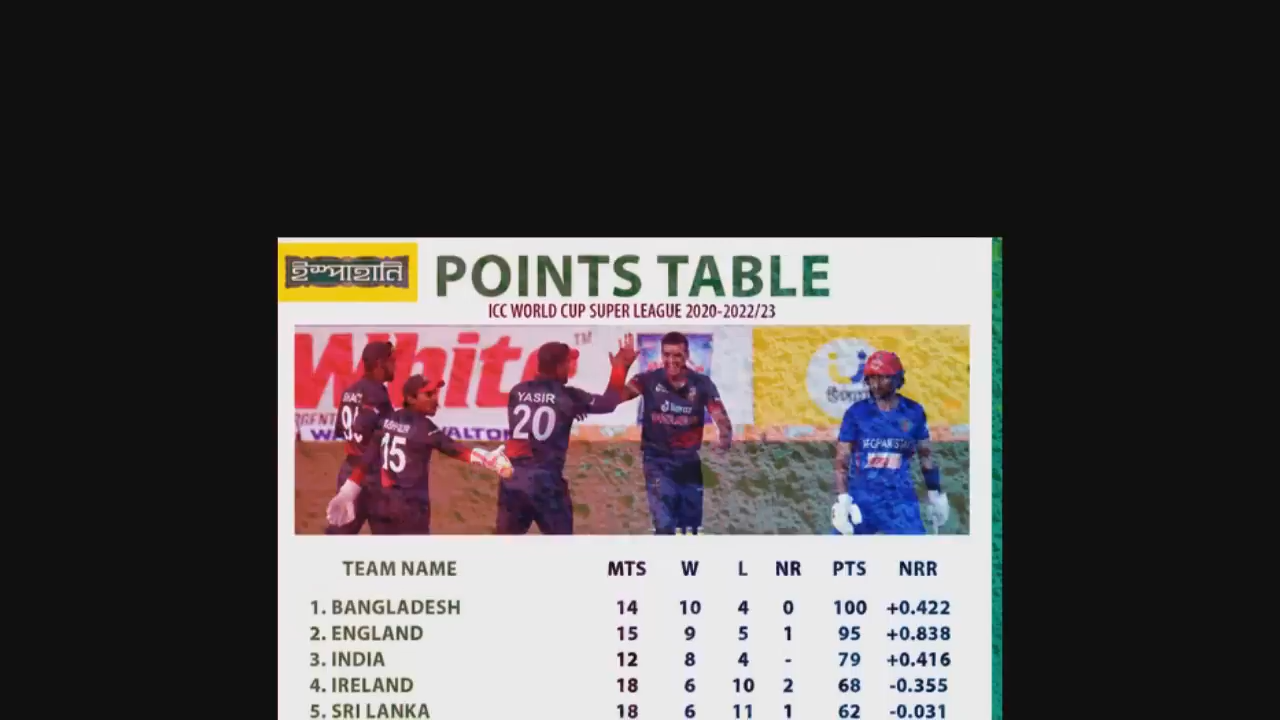 ইস্পাহানি
POINTS TABLE
ICC WORLD CUP SUPER LEAGUE 2020-2022/23
White™
WALTON
YASIR
20
15
TEAM NAME MTS W L NR PTS NRR
1. BANGLADESH 14 10 4 0 100 +0.422
2. ENGLAND 15 9 5 1 95 +0.838
3. INDIA 12 8 4 - 79 +0.416
4. IRELAND 18 6 10 2 68 -0.355
5. SRI LANKA 18 6 11 1 62 -0.031